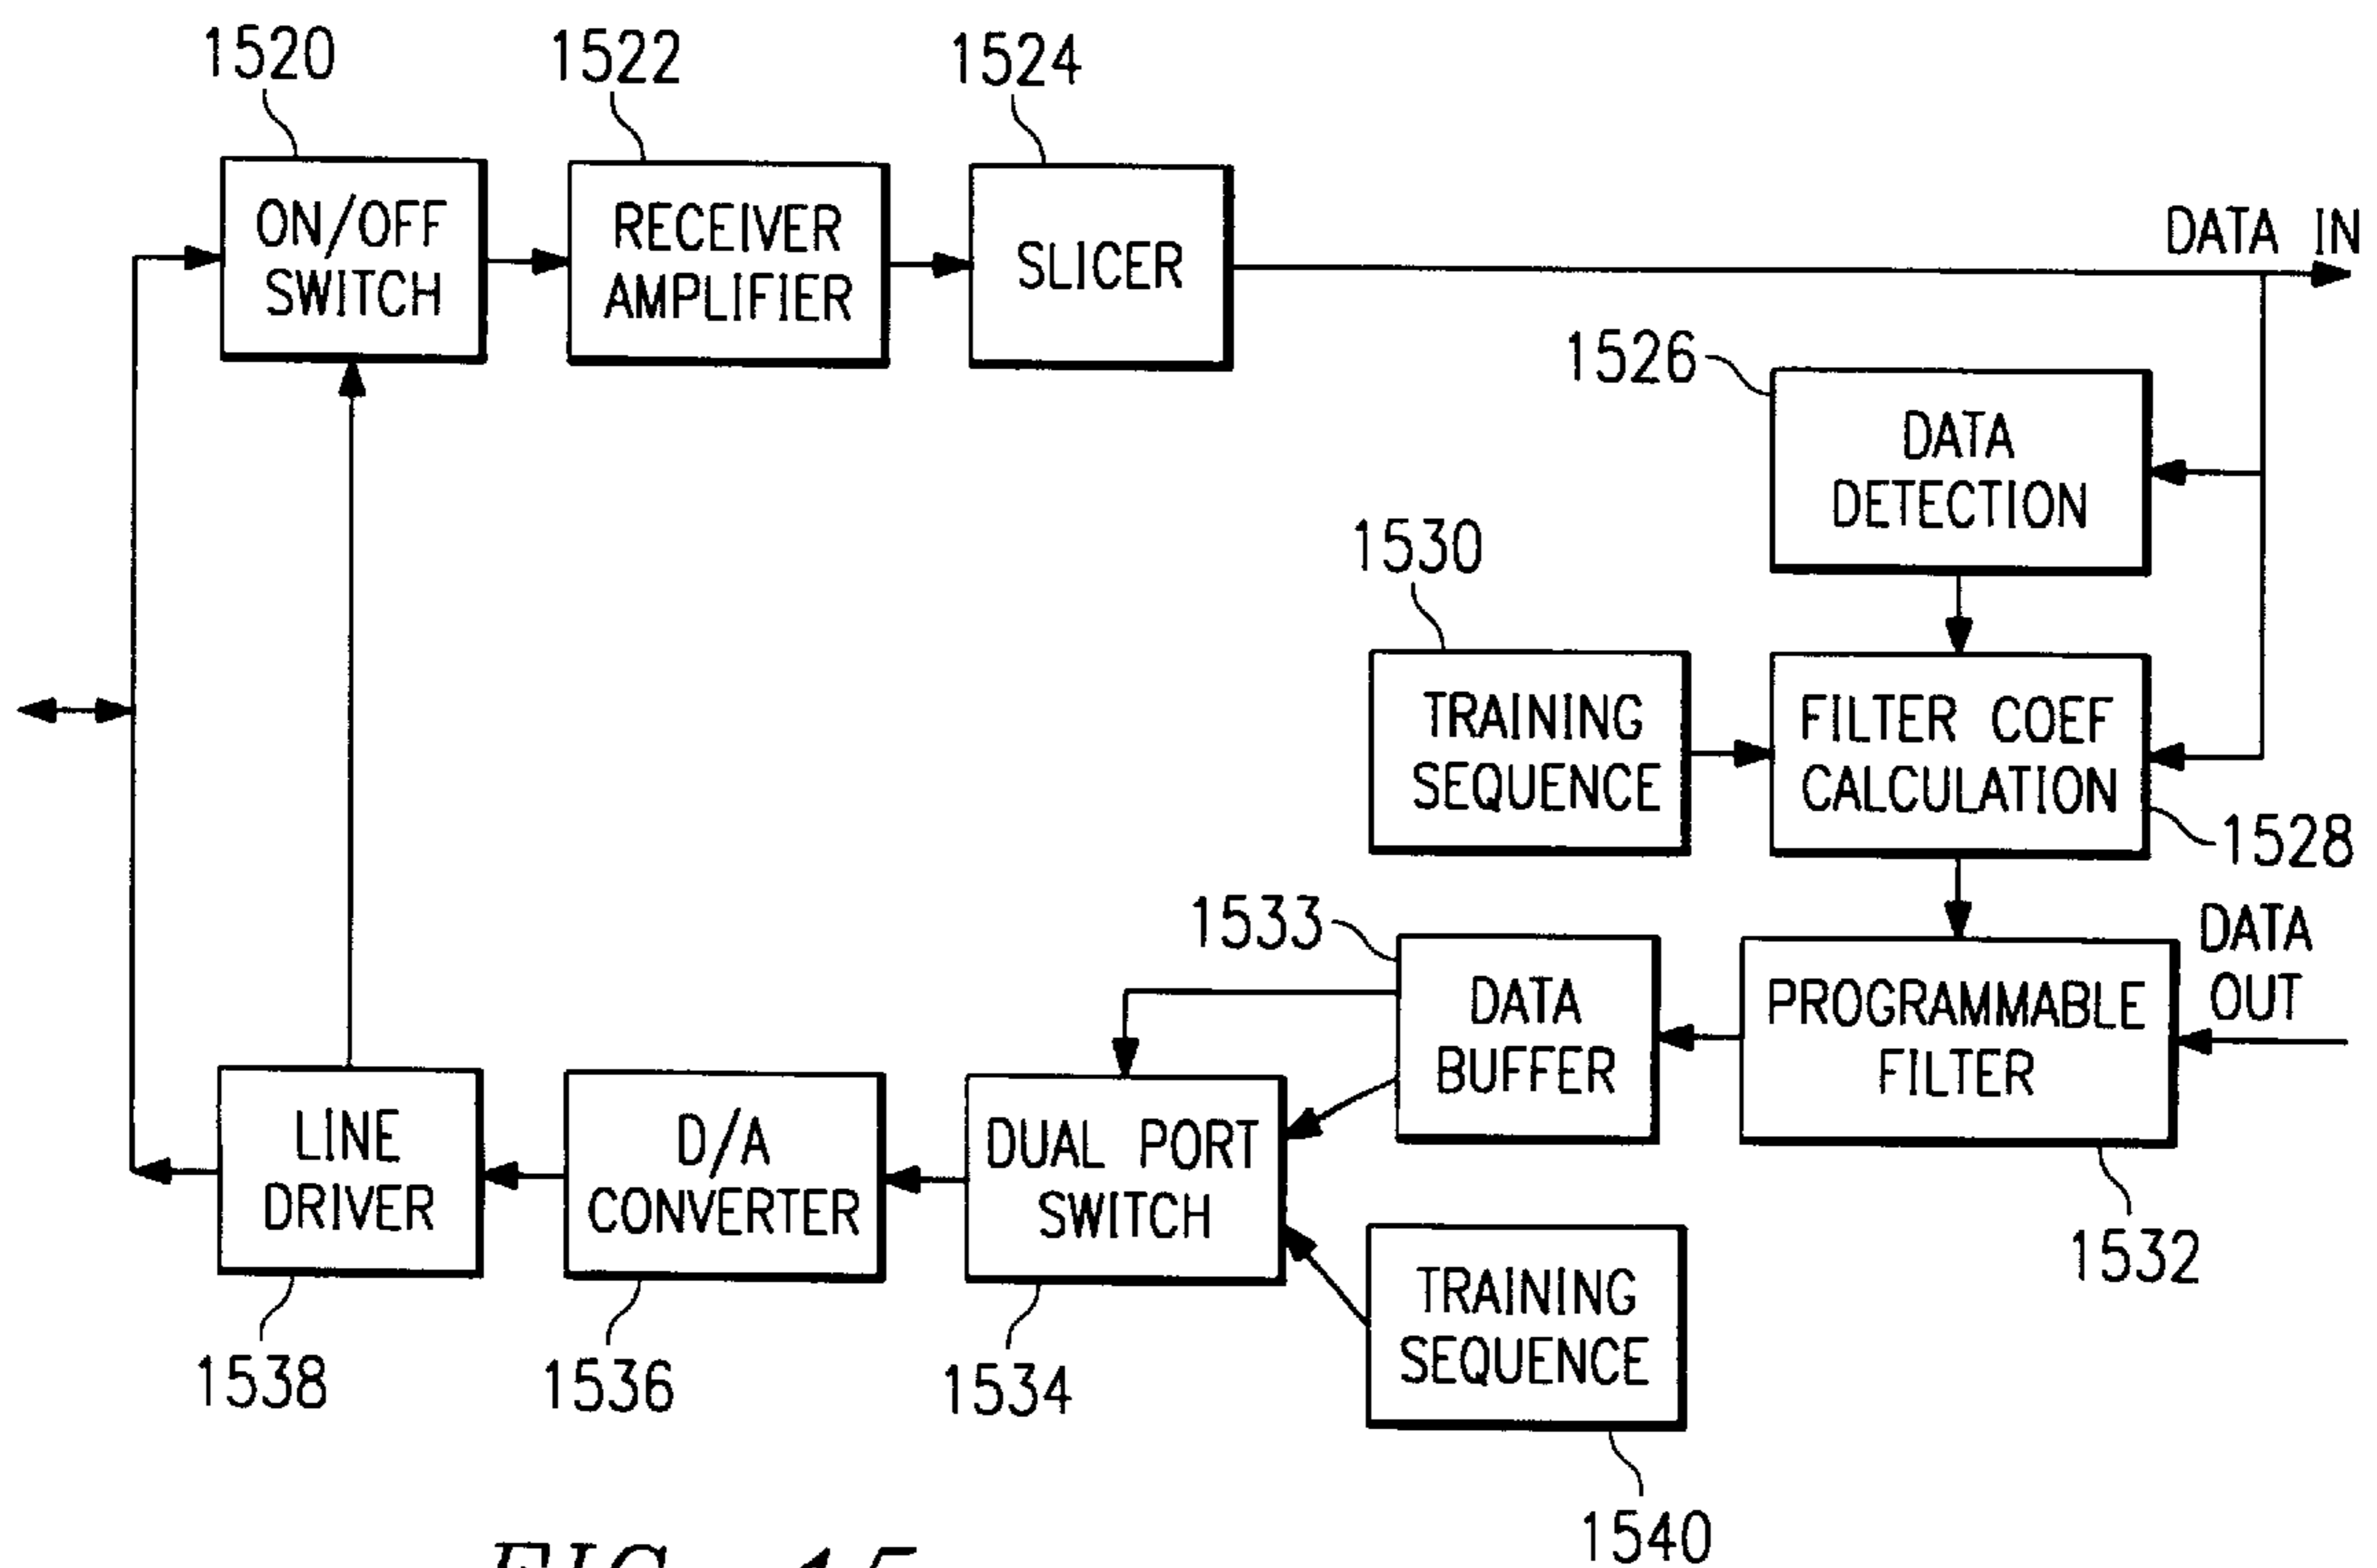 1520
1522
1524
ON/OFF
SWITCH
RECEIVER
AMPLIFIER
SLICER
DATA IN
1526
DATA
DETECTION
1530
TRAINING
SEQUENCE
FILTER COEF
CALCULATION
1528
1533
DATA
BUFFER
PROGRAMMABLE
FILTER
DATA
OUT
LINE
DRIVER
D/A
CONVERTER
DUAL PORT
SWITCH
1532
TRAINING
SEQUENCE
1538
1536
1534
1540
FIG. 15